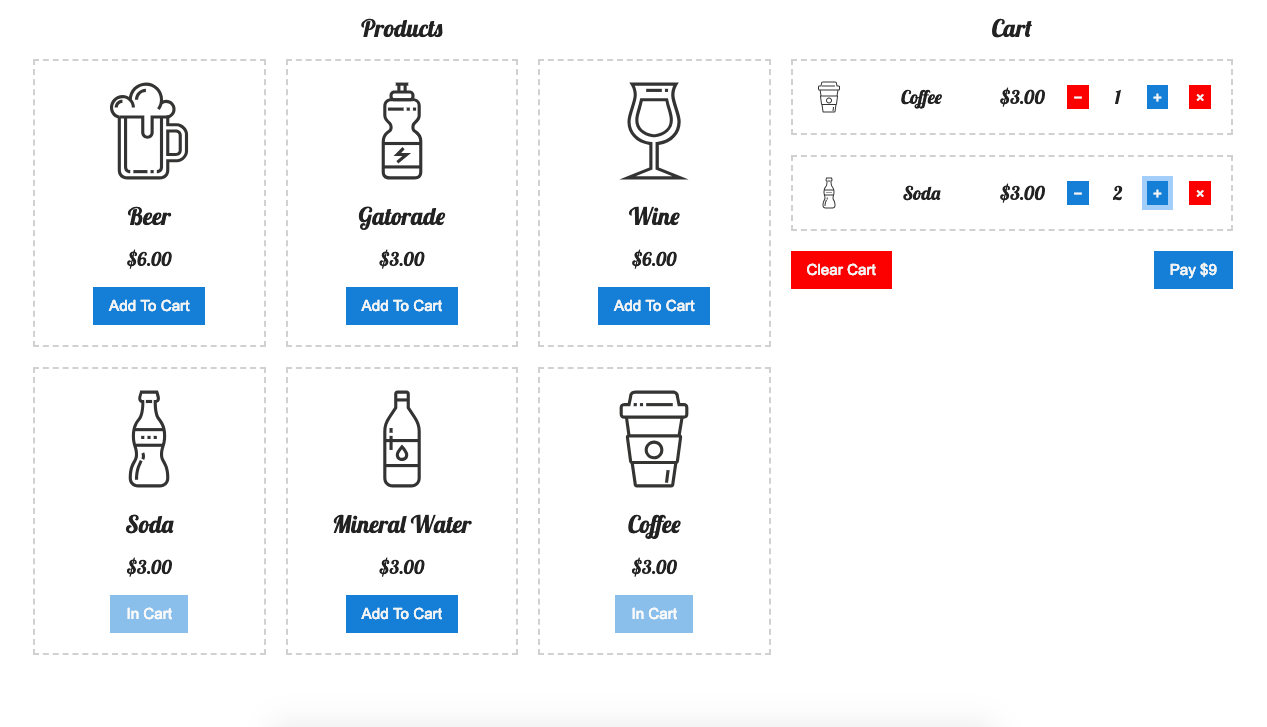 Products
Cart
Beer
$6.00
Add To Cart
Gatorade
$3.00
Add To Cart
Wine
$6.00
Add To Cart
Soda
$3.00
In Cart
Mineral Water
$3.00
Add To Cart
Coffee
$3.00
In Cart
Coffee $3.00 − 1 + ×
Soda $3.00 − 2 + ×
Clear Cart
Pay $9